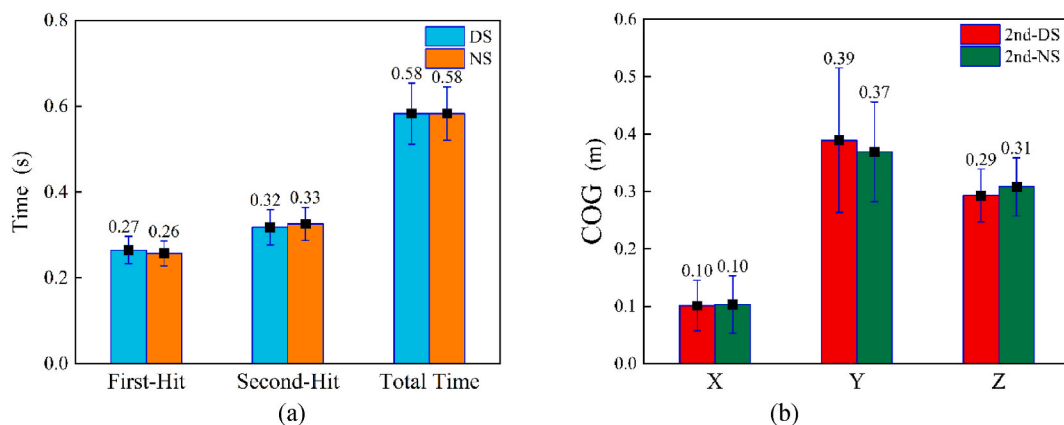 0.8
DS
NS
0.58 0.58
0.6
Time (s)
0.4
0.32 0.33
0.27 0.26
0.2
0.0
First-Hit Second-Hit Total Time
(a)
0.6
2nd-DS
2nd-NS
0.39
0.5
0.37
COG (m)
0.4
0.29 0.31
0.3
0.2
0.10 0.10
0.1
0.0
X Y Z
(b)